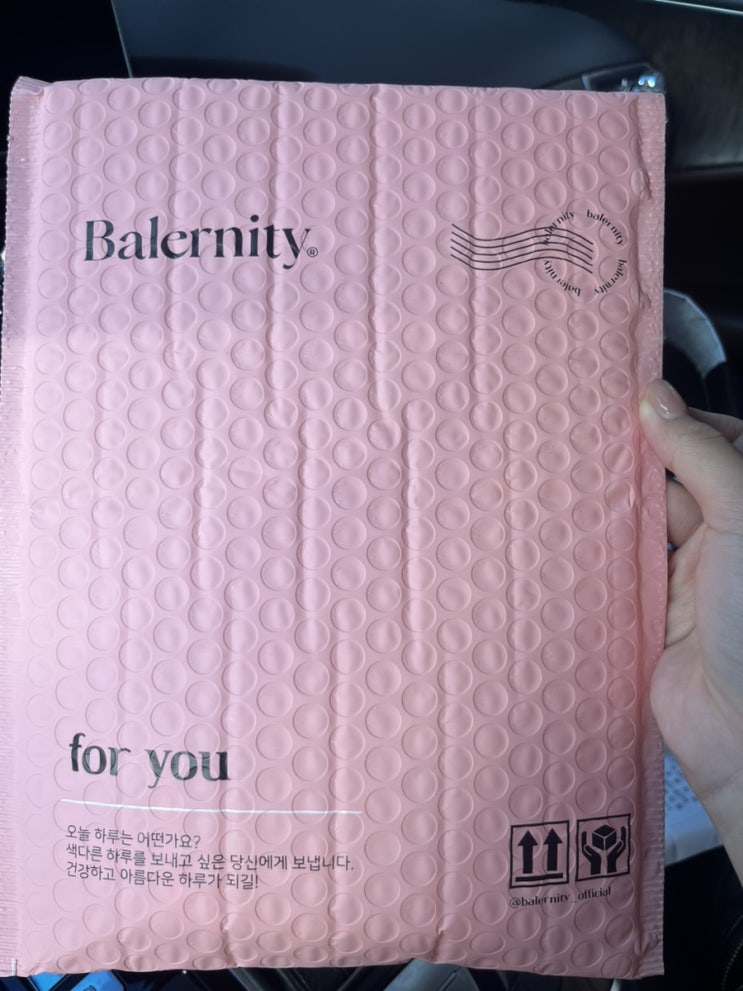 Balernity®
balernity balernity balernity balernity
for you
오늘 하루는 어떤가요?
색다른 하루를 보내고 싶은 당신에게 보냅니다.
건강하고 아름다운 하루가 되길!
@balernity_official